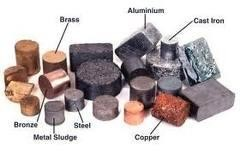 Aluminium
Brass
Cast Iron
Bronze
Steel
Metal Sludge
Copper